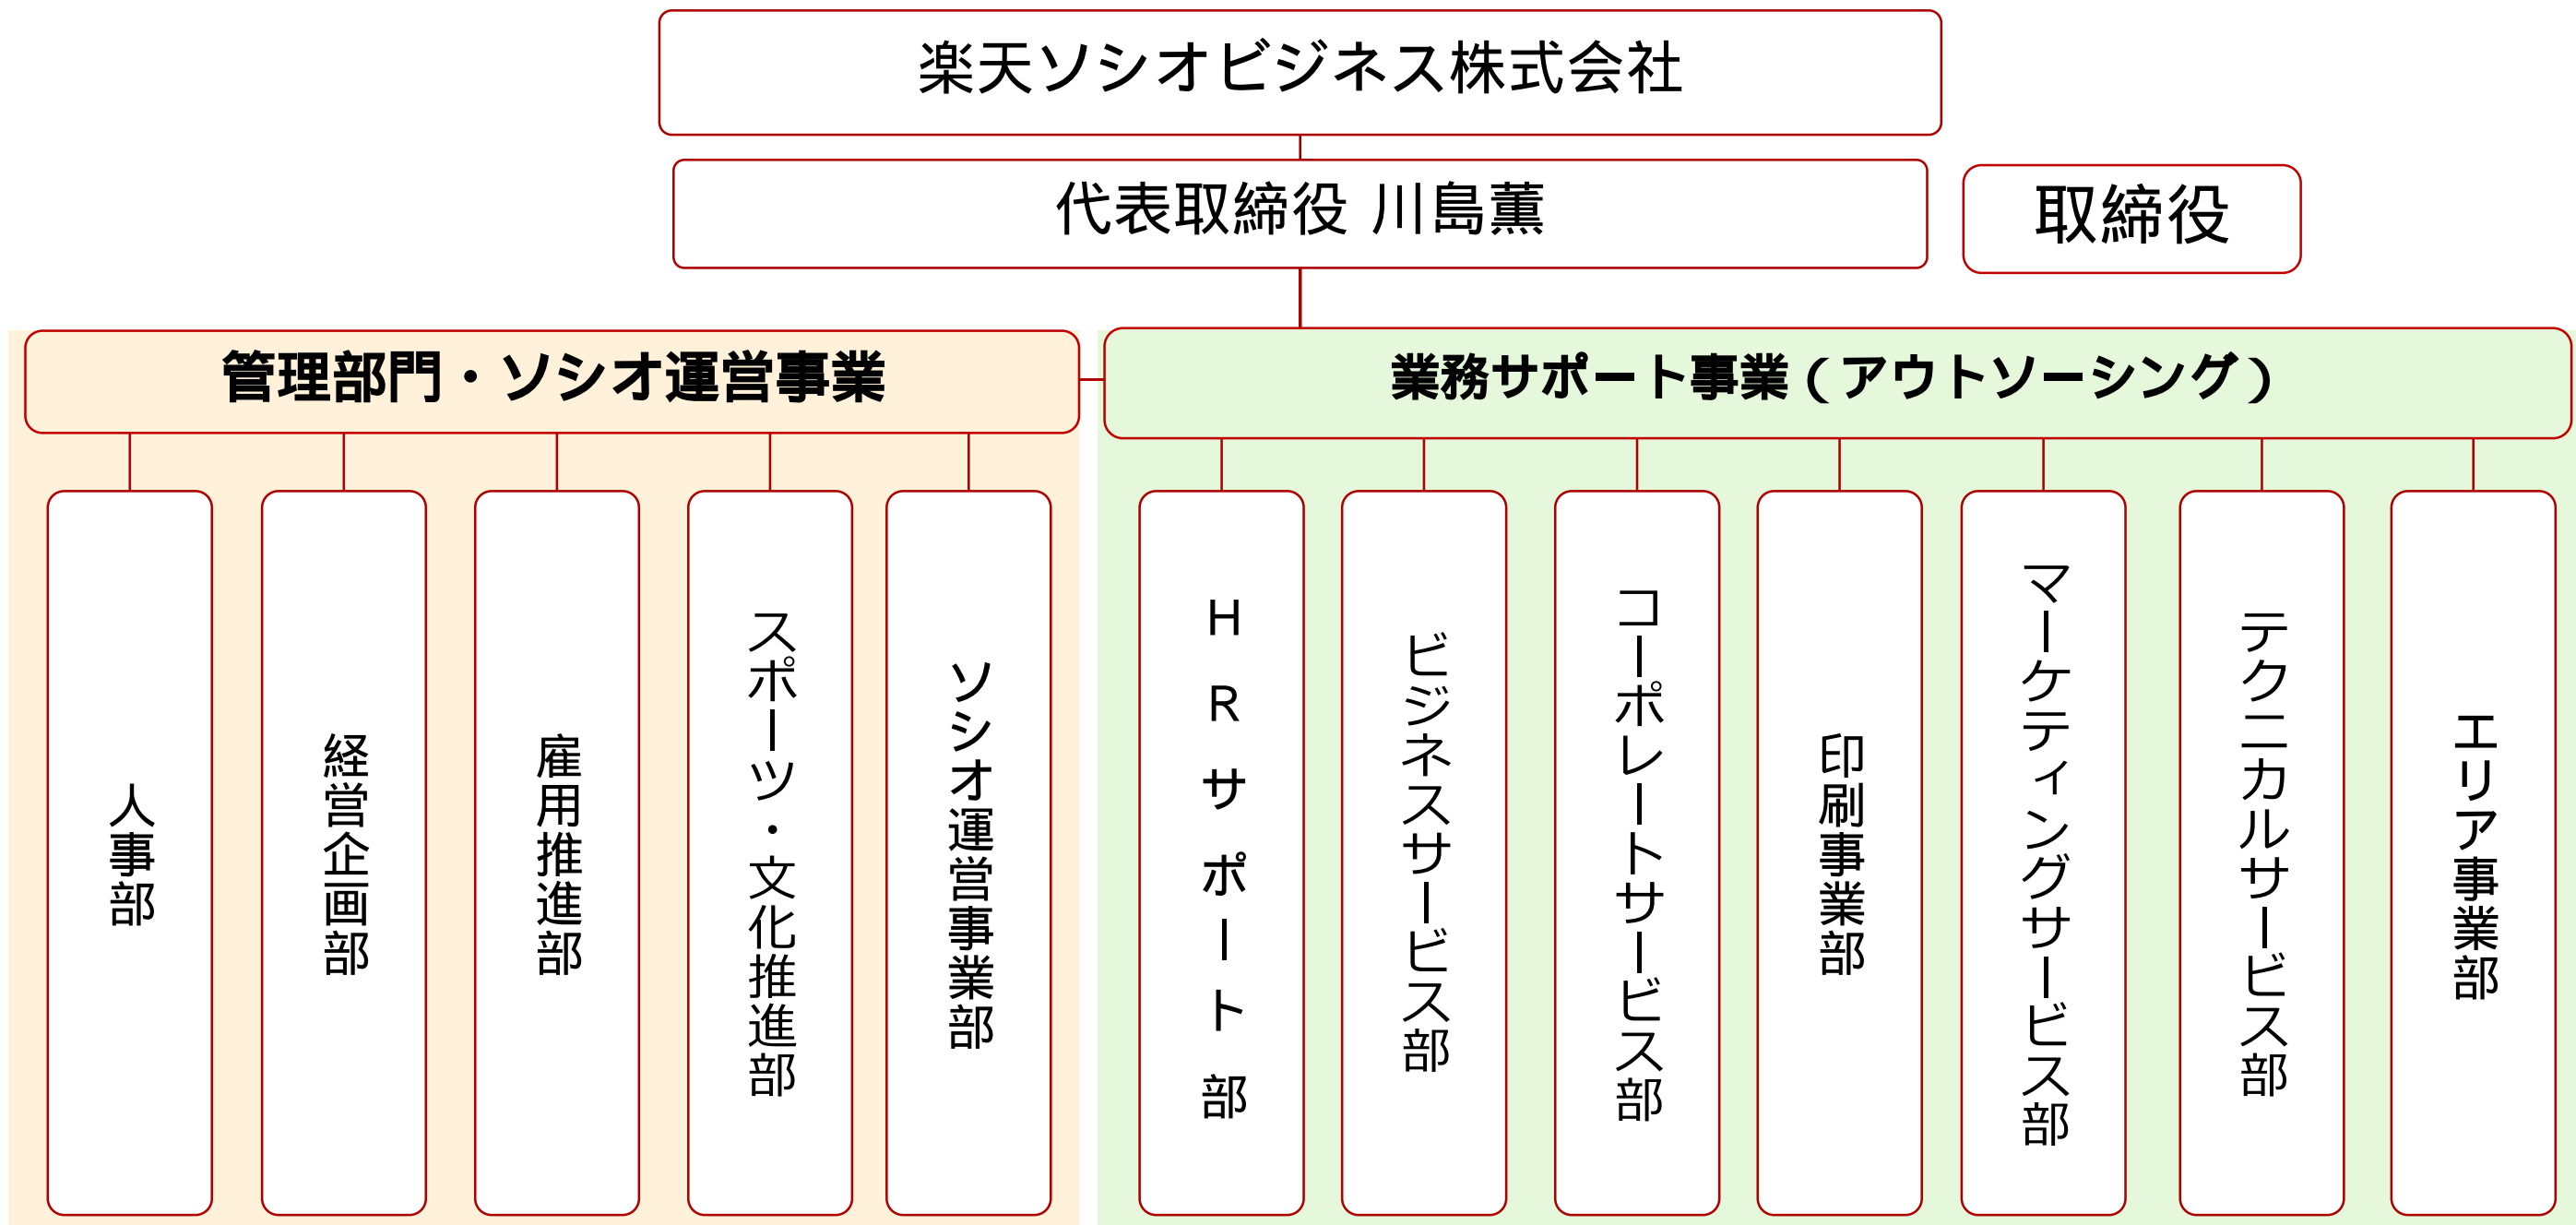 楽天ソシオビジネス株式会社
代表取締役 川島薫
取締役
管理部門・ソシオ運営事業
業務サポート事業（アウトソーシング）
人事部
経営企画部
雇用推進部
スポーツ・文化推進部
ソシオ運営事業部
ＨＲサポート部
ビジネスサービス部
コーポレートサービス部
印刷事業部
マーケティングサービス部
テクニカルサービス部
エリア事業部